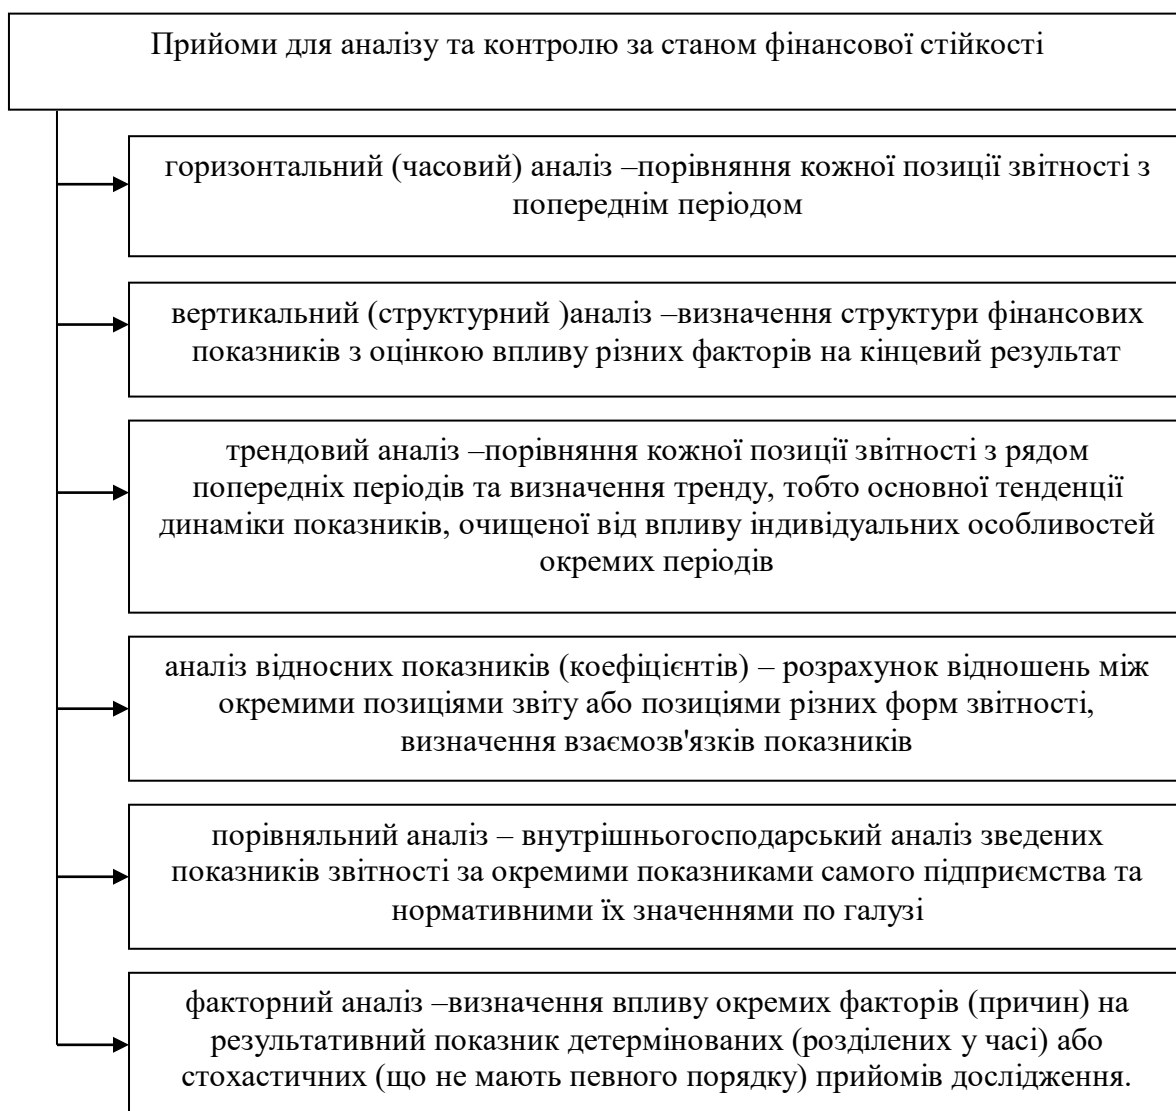 Прийоми для аналізу та контролю за станом фінансової стійкості
горизонтальний (часовий) аналіз –порівняння кожної позиції звітності з
попереднім періодом
вертикальний (структурний )аналіз –визначення структури фінансових
показників з оцінкою впливу різних факторів на кінцевий результат
трендовий аналіз –порівняння кожної позиції звітності з рядом
попередніх періодів та визначення тренду, тобто основної тенденції
динаміки показників, очищеної від впливу індивідуальних особливостей
окремих періодів
аналіз відносних показників (коефіцієнтів) – розрахунок відношень між
окремими позиціями звіту або позиціями різних форм звітності,
визначення взаємозв'язків показників
порівняльний аналіз – внутрішньогосподарський аналіз зведених
показників звітності за окремими показниками самого підприємства та
нормативними їх значеннями по галузі
факторний аналіз –визначення впливу окремих факторів (причин) на
результативний показник детермінованих (розділених у часі) або
стохастичних (що не мають певного порядку) прийомів дослідження.